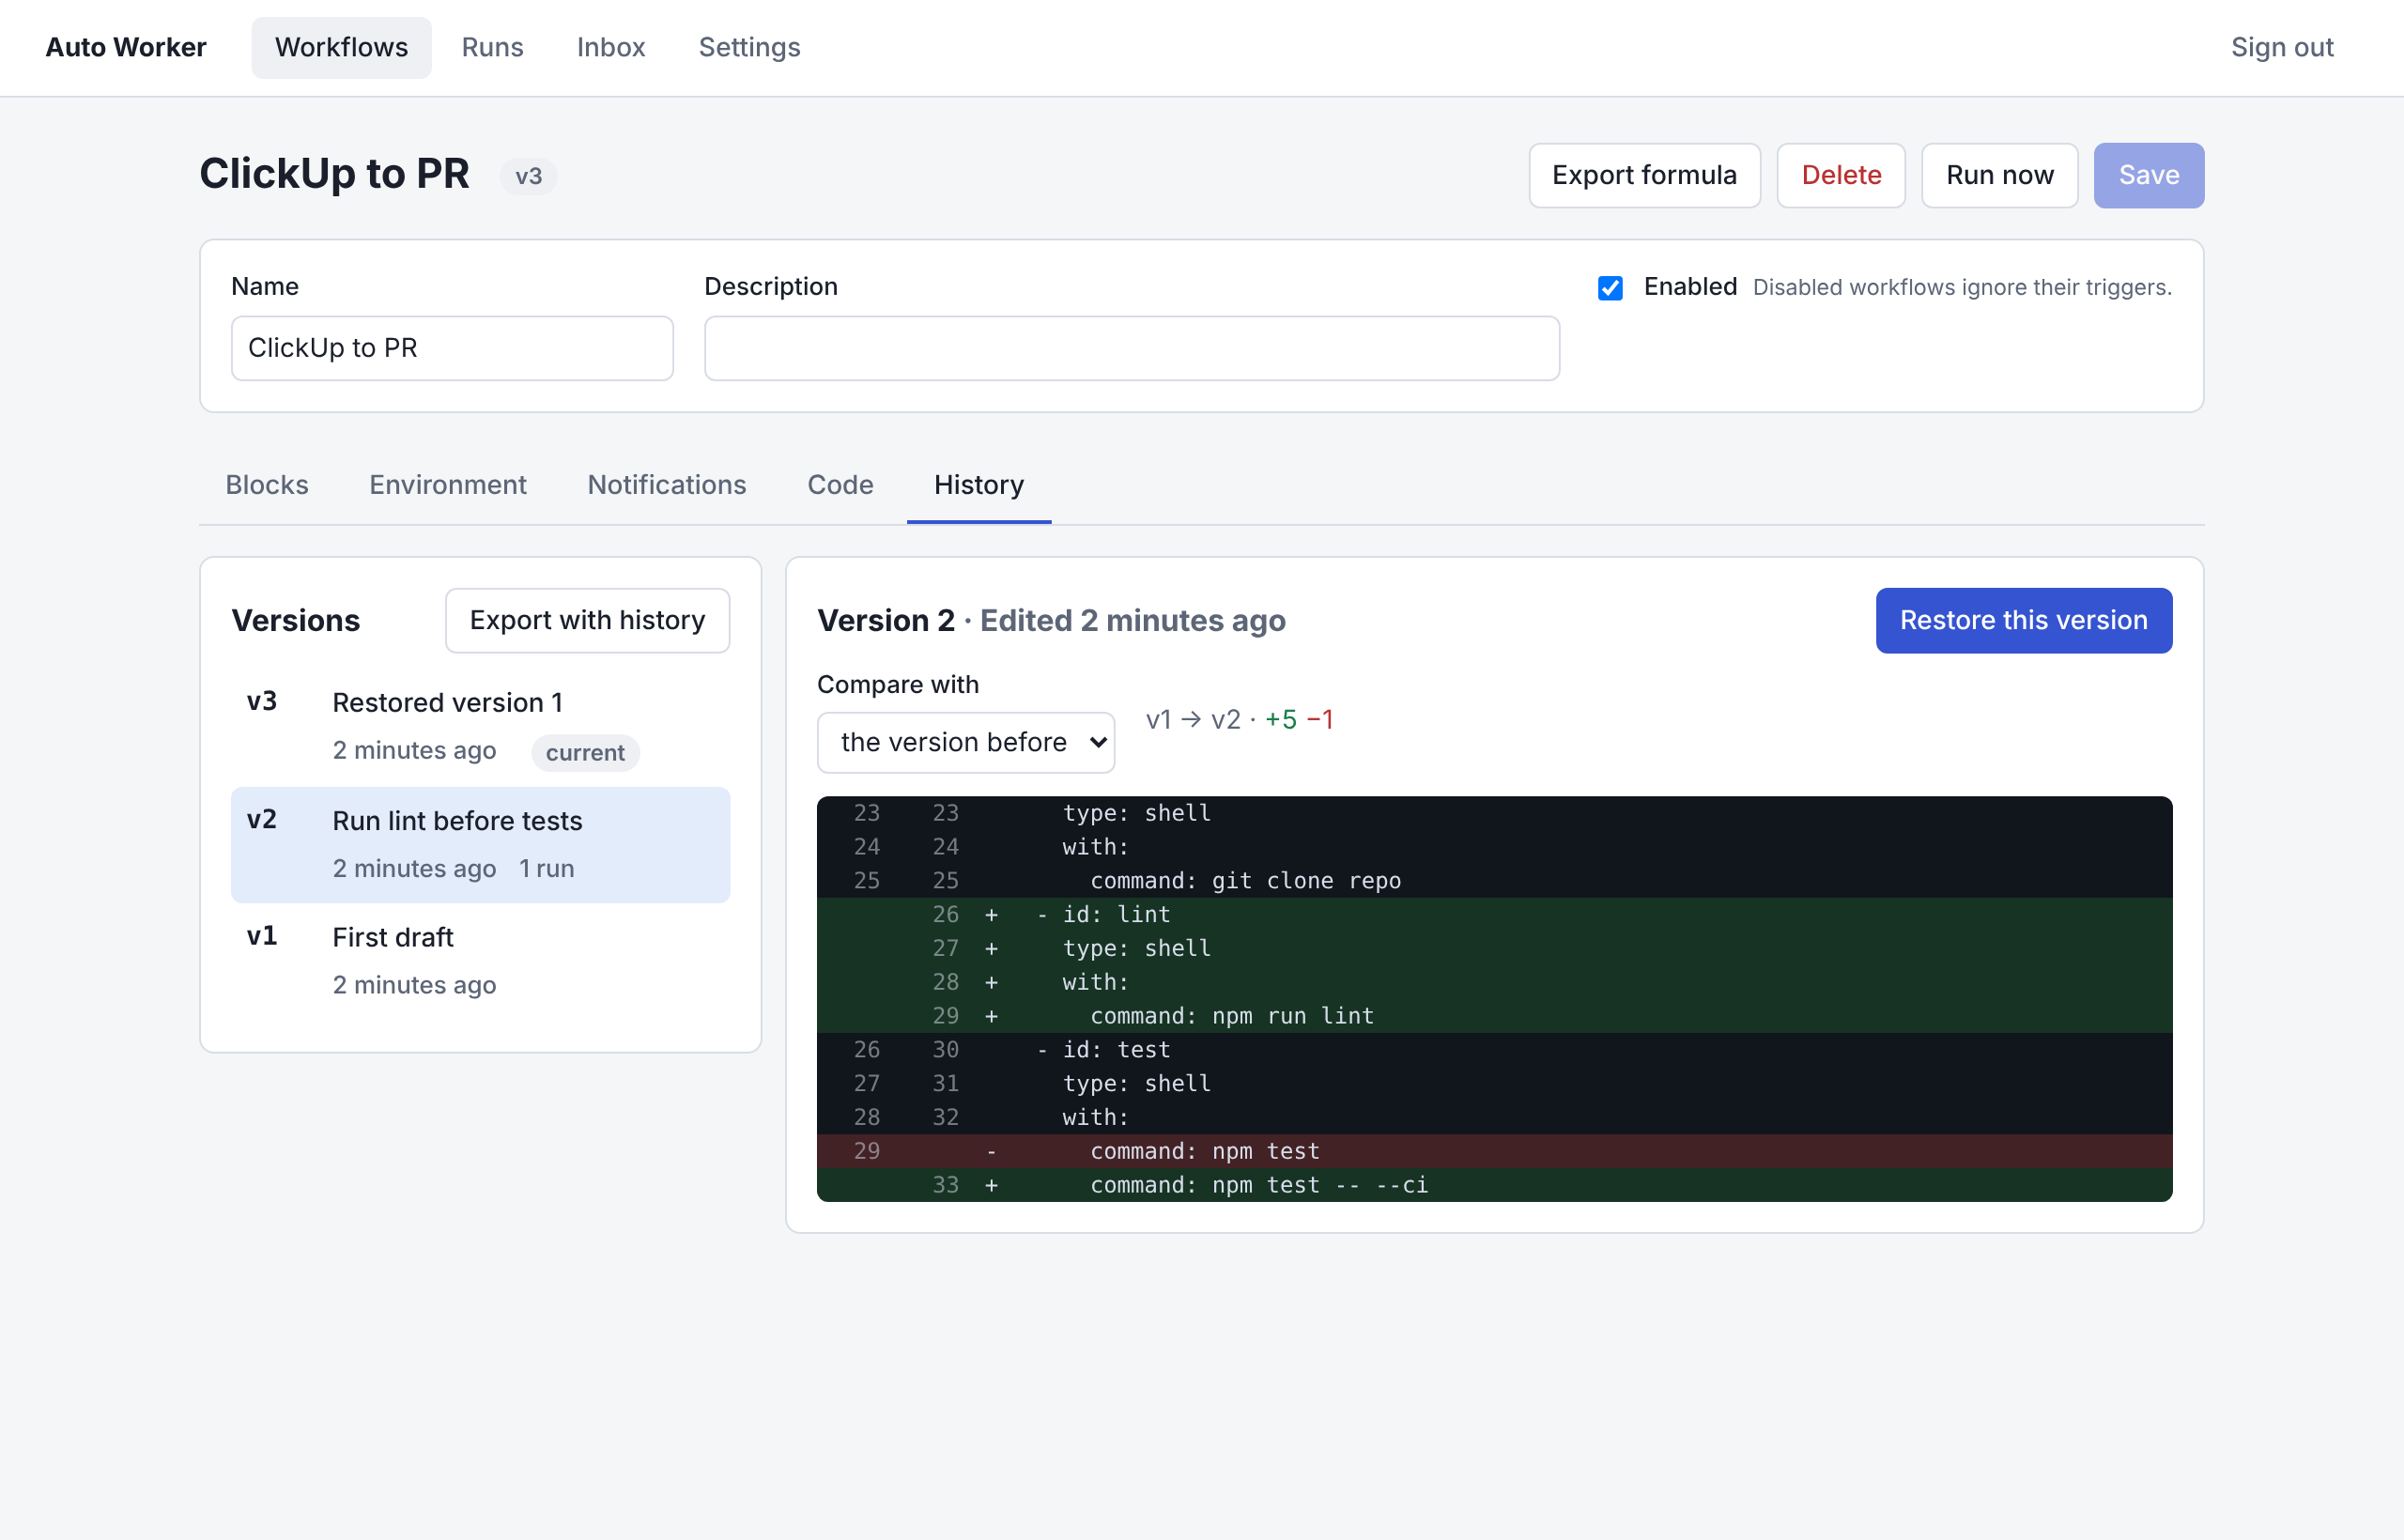 Auto Worker Workflows Runs Inbox Settings Sign out
ClickUp to PR v3 Export formula Delete Run now Save
Name Description Enabled Disabled workflows ignore their triggers.
ClickUp to PR
Blocks Environment Notifications Code History
Versions Export with history
v3 Restored version 1
2 minutes ago current
v2 Run lint before tests
2 minutes ago 1 run
v1 First draft
2 minutes ago
Version 2 · Edited 2 minutes ago Restore this version
Compare with
the version before v1 → v2 · +5 −1
23 23 type: shell
24 24 with:
25 25 command: git clone repo
26 + - id: lint
27 + type: shell
28 + with:
29 + command: npm run lint
26 30 - id: test
27 31 type: shell
28 32 with:
29 - command: npm test
33 + command: npm test -- --ci